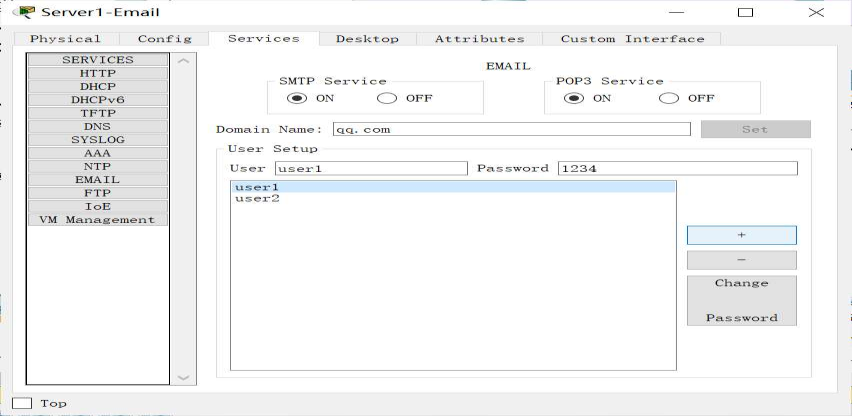 Server1-Email
Physical Config Services Desktop Attributes Custom Interface
SERVICES
HTTP
DHCP
DHCPv6
TFTP
DNS
SYSLOG
AAA
NTP
EMAIL
FTP
IoE
VM Management
EMAIL
SMTP Service
ON OFF
POP3 Service
ON OFF
Domain Name: qq.com Set
User Setup
User user1 Password 1234
user1
user2
+
-
Change
Password
Top